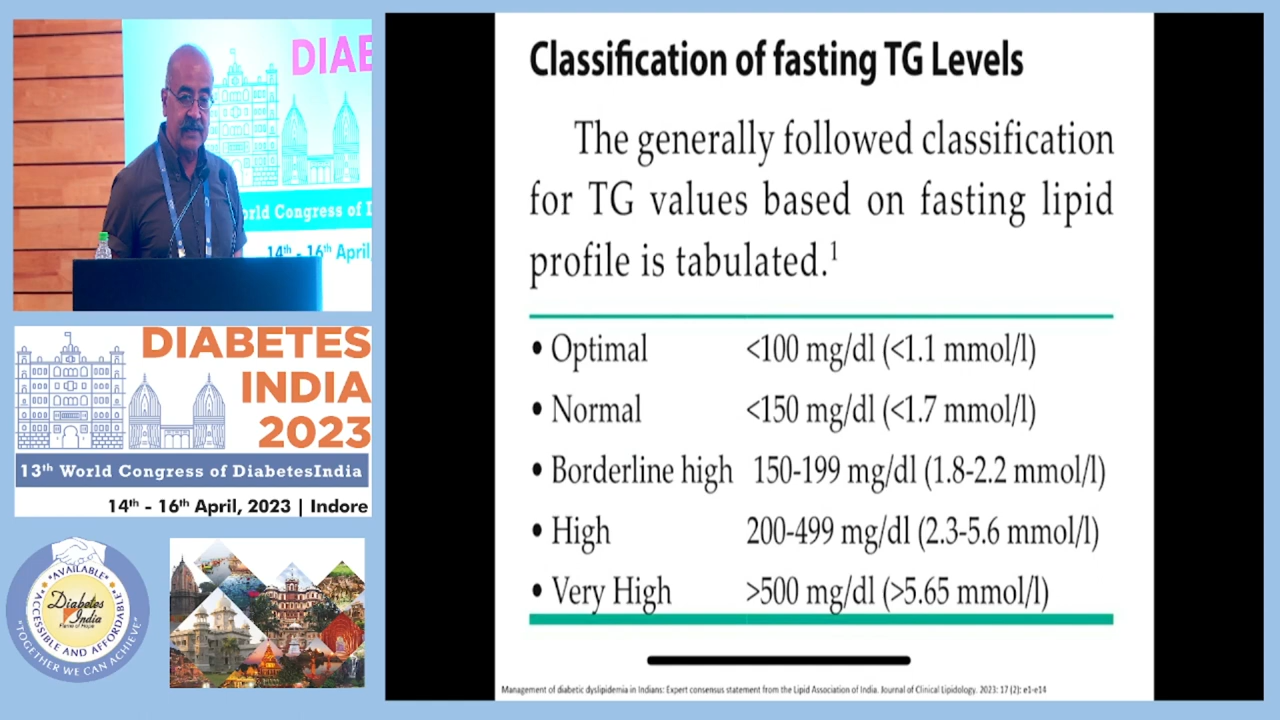 DIAB
orld Congress of D
14th - 16th April,
DIABETES
INDIA
2023
13th World Congress of DiabetesIndia
14th - 16th April, 2023 | Indore
*AVAILABLE*
*ACCESSIBLE AND AFFORDABLE*
Diabetes
India
Flame of Hope
"TOGETHER WE CAN ACHIEVE"
Classification of fasting TG Levels
The generally followed classification
for TG values based on fasting lipid
profile is tabulated.1
• Optimal <100 mg/dl (<1.1 mmol/l)
• Normal <150 mg/dl (<1.7 mmol/l)
• Borderline high 150-199 mg/dl (1.8-2.2 mmol/l)
• High 200-499 mg/dl (2.3-5.6 mmol/l)
• Very High >500 mg/dl (>5.65 mmol/l)
Management of diabetic dyslipidemia in Indians: Expert consensus statement from the Lipid Association of India. Journal of Clinical Lipidology. 2023: 17 (2): e1-e14